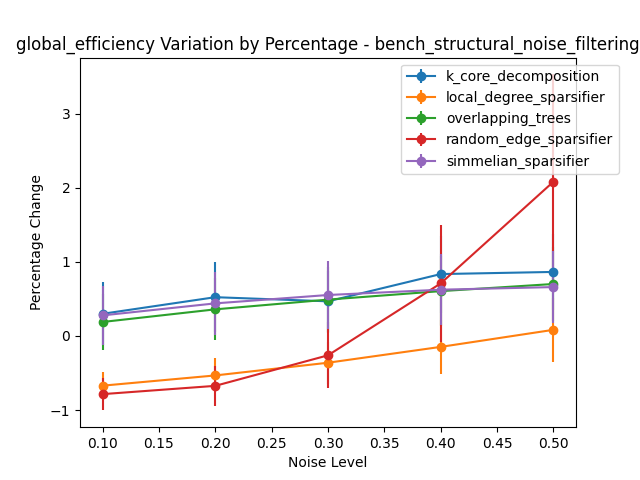 global_efficiency Variation by Percentage - bench_structural_noise_filtering
k_core_decomposition
local_degree_sparsifier
overlapping_trees
random_edge_sparsifier
simmelian_sparsifier
Percentage Change
3
2
1
0
−1
0.10 0.15 0.20 0.25 0.30 0.35 0.40 0.45 0.50
Noise Level